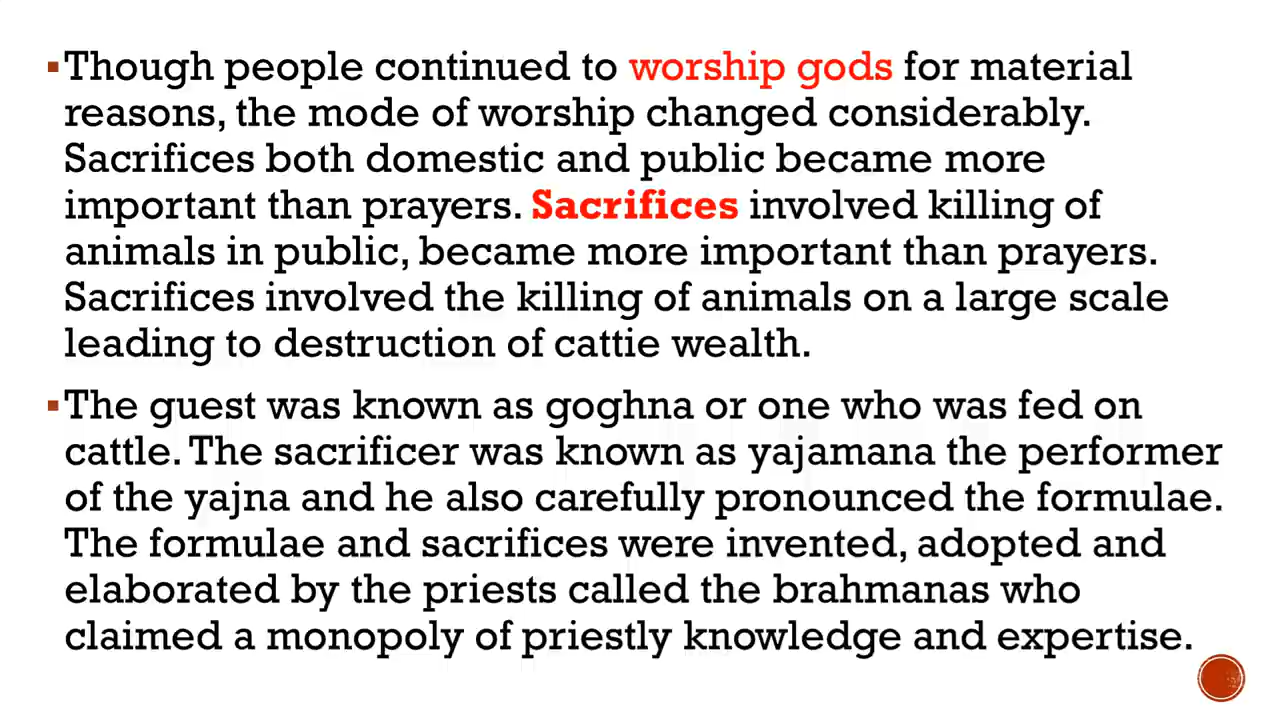 ▪Though people continued to worship gods for material
reasons, the mode of worship changed considerably.
Sacrifices both domestic and public became more
important than prayers. Sacrifices involved killing of
animals in public, became more important than prayers.
Sacrifices involved the killing of animals on a large scale
leading to destruction of cattie wealth.
▪The guest was known as goghna or one who was fed on
cattle. The sacrificer was known as yajamana the performer
of the yajna and he also carefully pronounced the formulae.
The formulae and sacrifices were invented, adopted and
elaborated by the priests called the brahmanas who
claimed a monopoly of priestly knowledge and expertise.